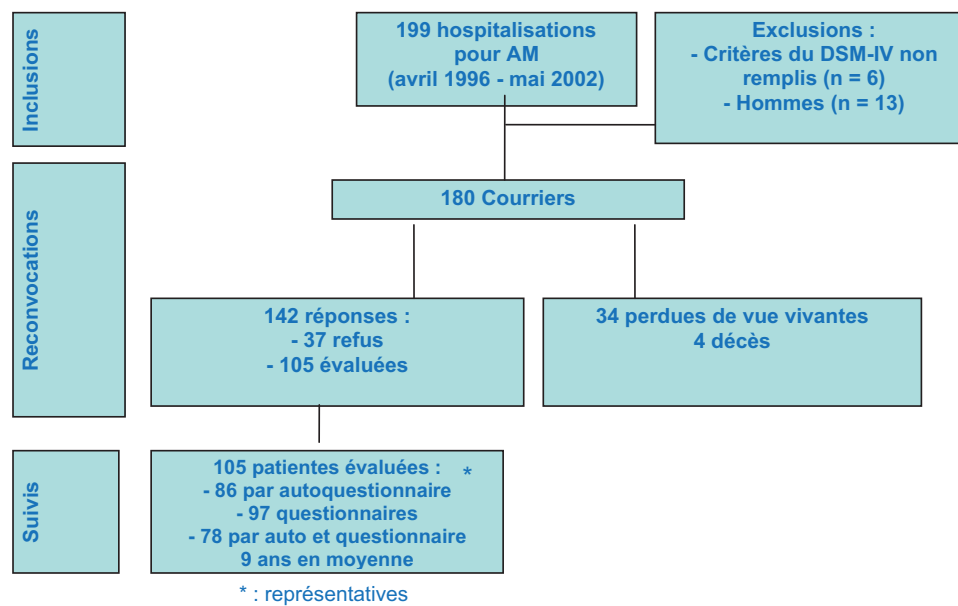 Inclusions
199 hospitalisations
pour AM
(avril 1996 - mai 2002)
Exclusions :
- Critères du DSM-IV non
remplis (n = 6)
- Hommes (n = 13)
Reconvocations
180 Courriers
142 réponses :
- 37 refus
- 105 évaluées
34 perdues de vue vivantes
4 décès
Suivis
105 patientes évaluées : *
- 86 par autoquestionnaire
- 97 questionnaires
- 78 par auto et questionnaire
9 ans en moyenne
* : représentatives